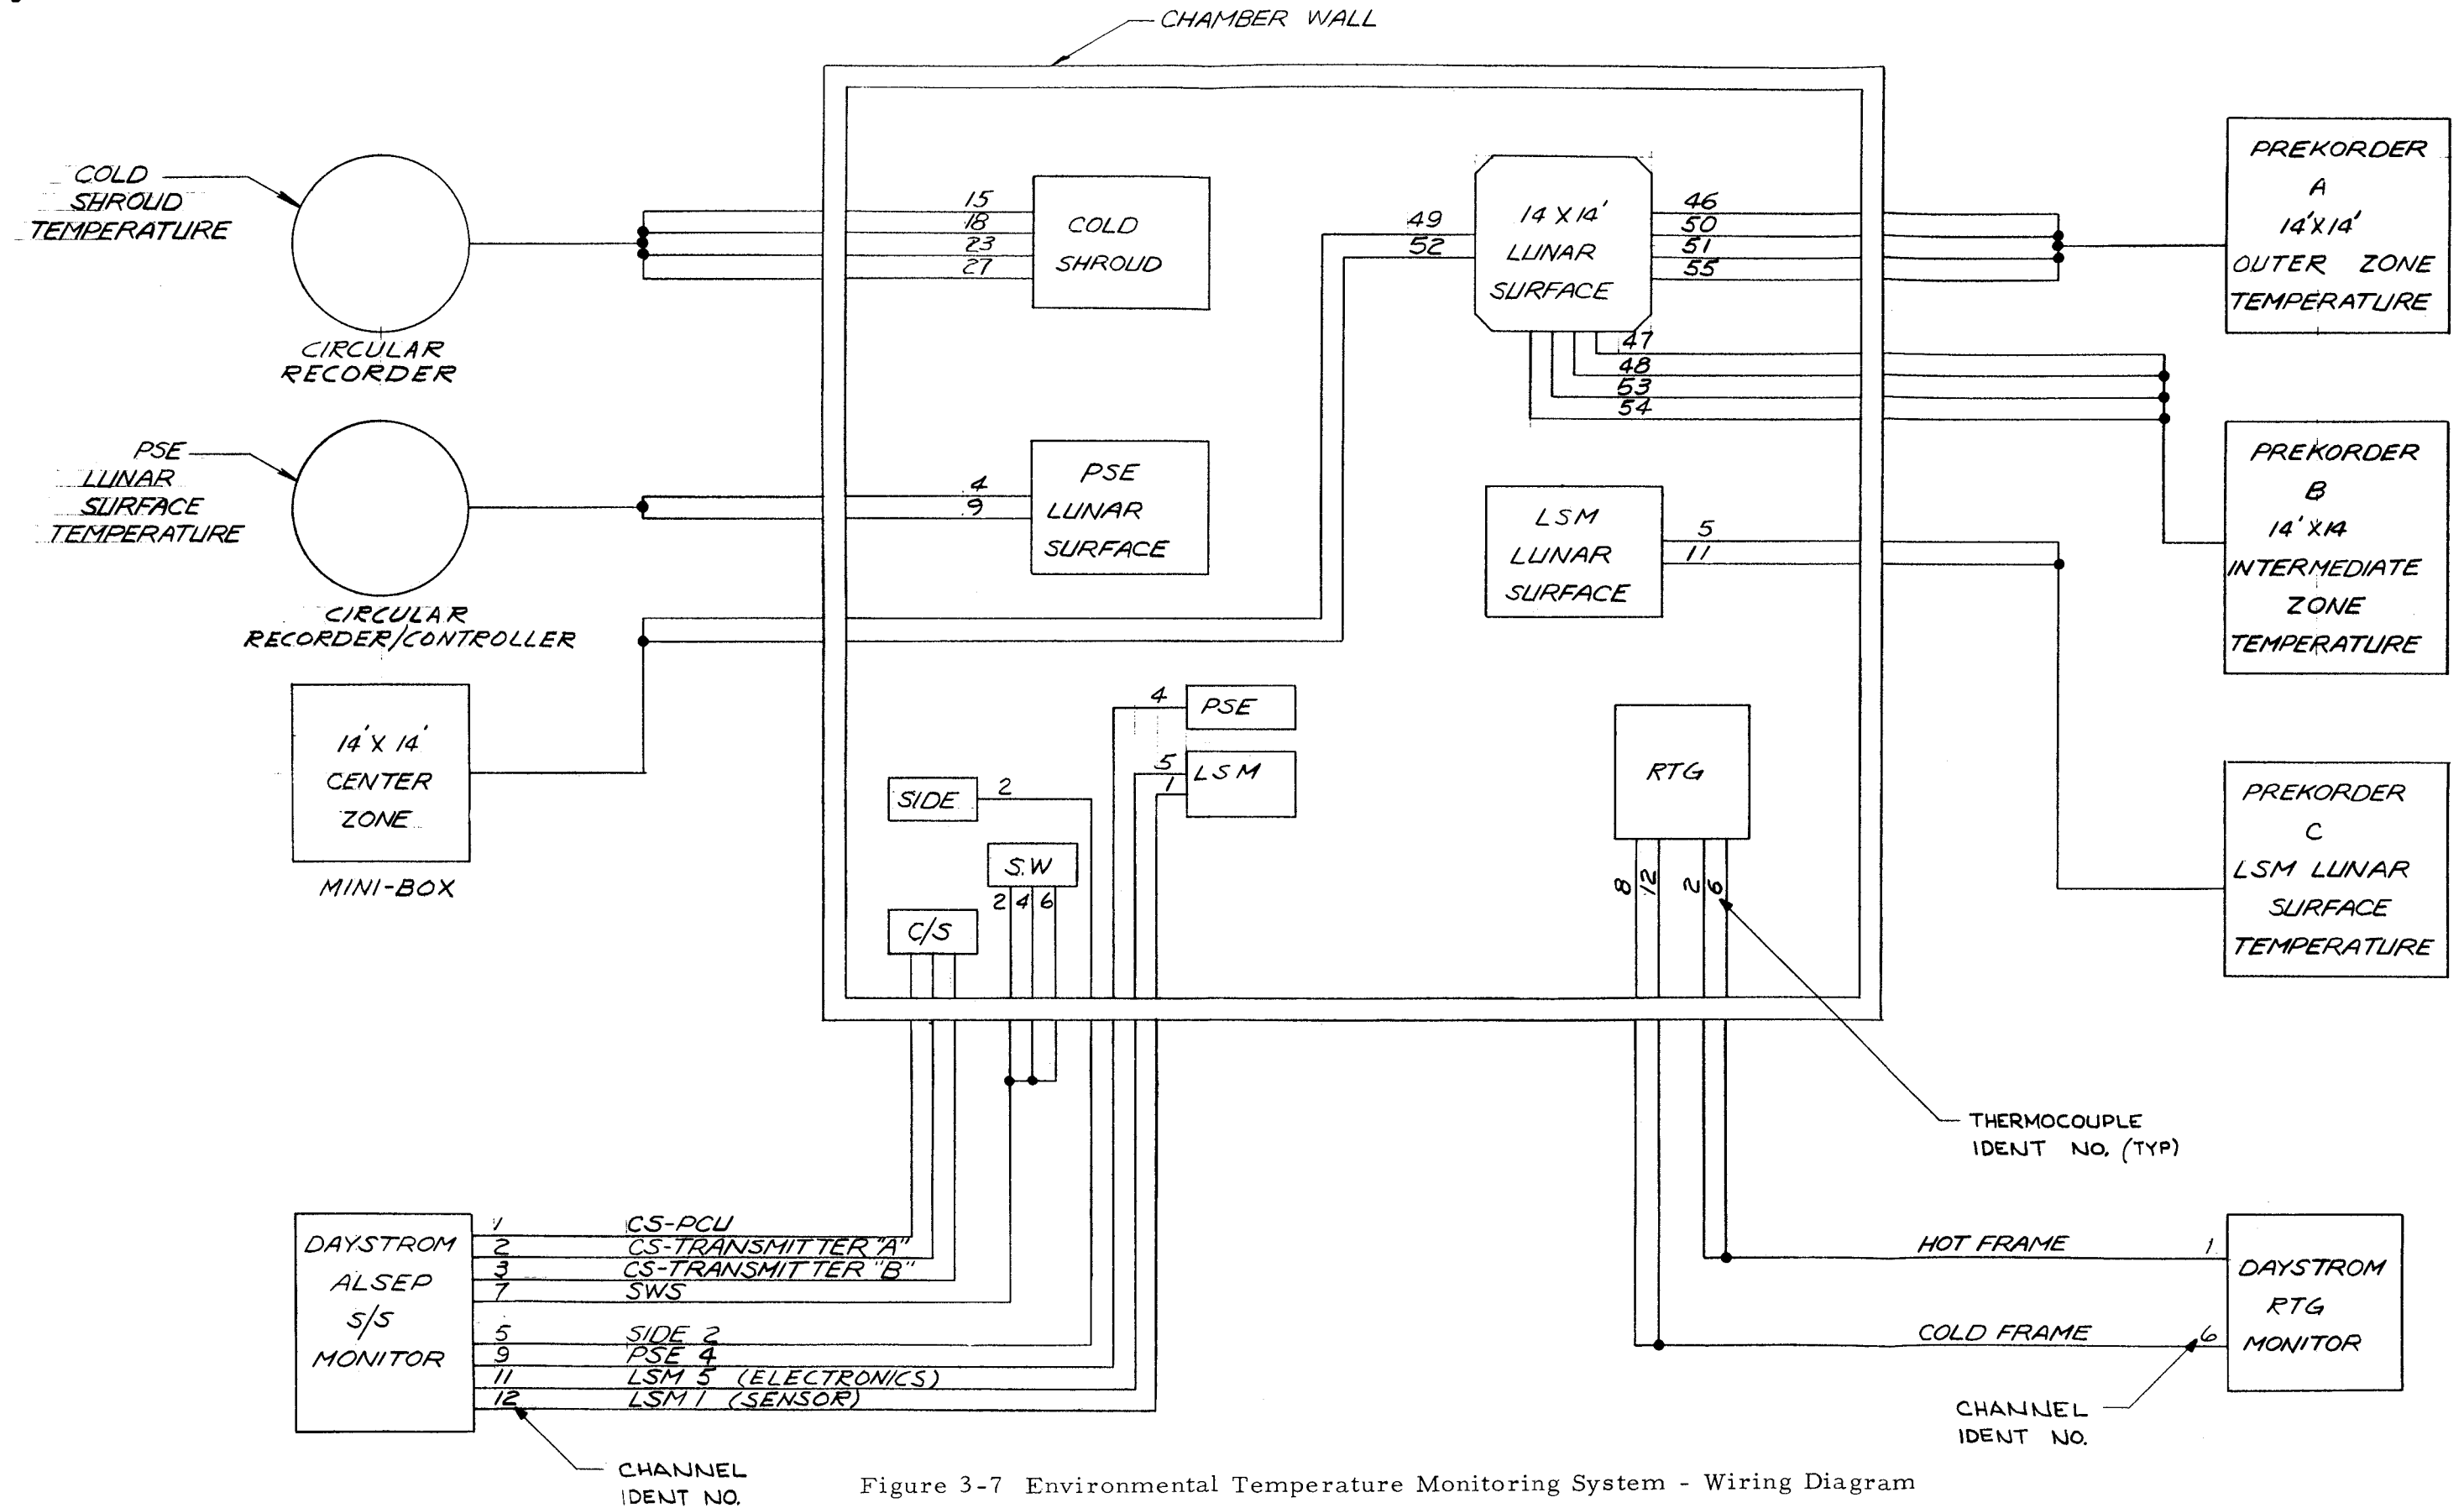 CHAMBER WALL
COLD
SHROUD
TEMPERATURE
CIRCULAR
RECORDER
15
18
23
27
COLD
SHROUD
49
52
14 X 14'
LUNAR
SURFACE
46
50
51
55
47
48
53
54
PREKORDER
A
14'X14'
OUTER ZONE
TEMPERATURE
PSE
LUNAR
SURFACE
TEMPERATURE
CIRCULAR
RECORDER/CONTROLLER
4
9
PSE
LUNAR
SURFACE
LSM
LUNAR
SURFACE
5
11
PREKORDER
B
14'X14
INTERMEDIATE
ZONE
TEMPERATURE
14'X 14'
CENTER
ZONE
MINI-BOX
4
PSE
5
1
LSM
SIDE
2
S.W
2 4 6
C/S
RTG
8 12 2 6
PREKORDER
C
LSM LUNAR
SURFACE
TEMPERATURE
THERMOCOUPLE
IDENT NO. (TYP)
DAYSTROM
ALSEP
S/S
MONITOR
1 CS-PCU
2 CS-TRANSMITTER "A"
3 CS-TRANSMITTER "B"
7 SWS
5 SIDE 2
9 PSE 4
11 LSM 5 (ELECTRONICS)
12 LSM 1 (SENSOR)
CHANNEL
IDENT NO.
HOT FRAME 1
COLD FRAME 6
DAYSTROM
RTG
MONITOR
CHANNEL
IDENT NO.
Figure 3-7 Environmental Temperature Monitoring System - Wiring Diagram